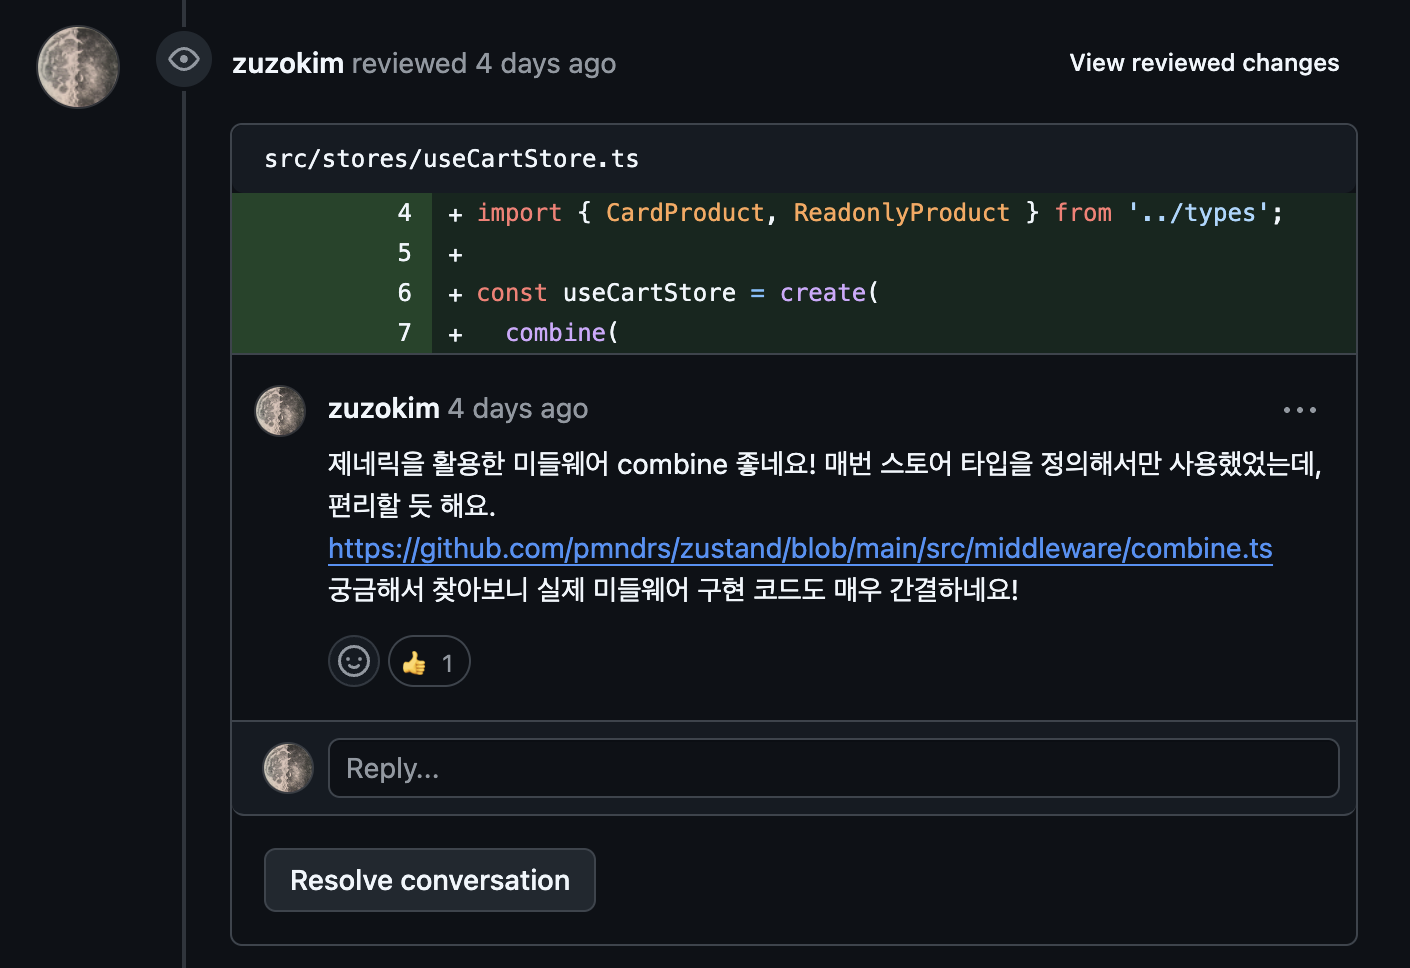 zuzokim reviewed 4 days ago
View reviewed changes
src/stores/useCartStore.ts
4 + import { CardProduct, ReadonlyProduct } from '../types';
5 +
6 + const useCartStore = create(
7 + combine(
zuzokim 4 days ago
제네릭을 활용한 미들웨어 combine 좋네요! 매번 스토어 타입을 정의해서만 사용했었는데,
편리할 듯 해요.
https://github.com/pmndrs/zustand/blob/main/src/middleware/combine.ts
궁금해서 찾아보니 실제 미들웨어 구현 코드도 매우 간결하네요!
👍 1
Reply...
Resolve conversation